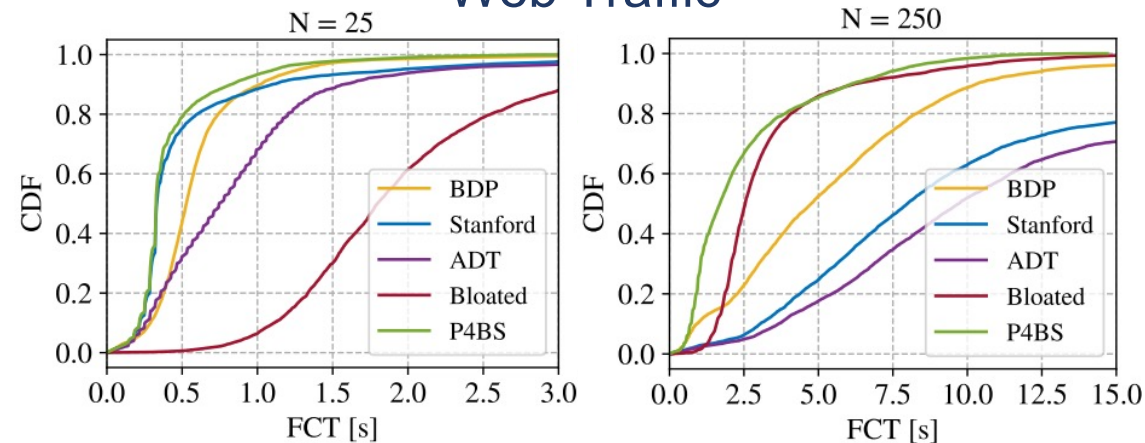 Web Traffic
N = 25
1.0
0.8
0.6
0.4
0.2
0.0
CDF
BDP
Stanford
ADT
Bloated
P4BS
0.0 0.5 1.0 1.5 2.0 2.5 3.0
FCT [s]
N = 250
1.0
0.8
0.6
0.4
0.2
0.0
CDF
BDP
Stanford
ADT
Bloated
P4BS
0.0 2.5 5.0 7.5 10.0 12.5 15.0
FCT [s]